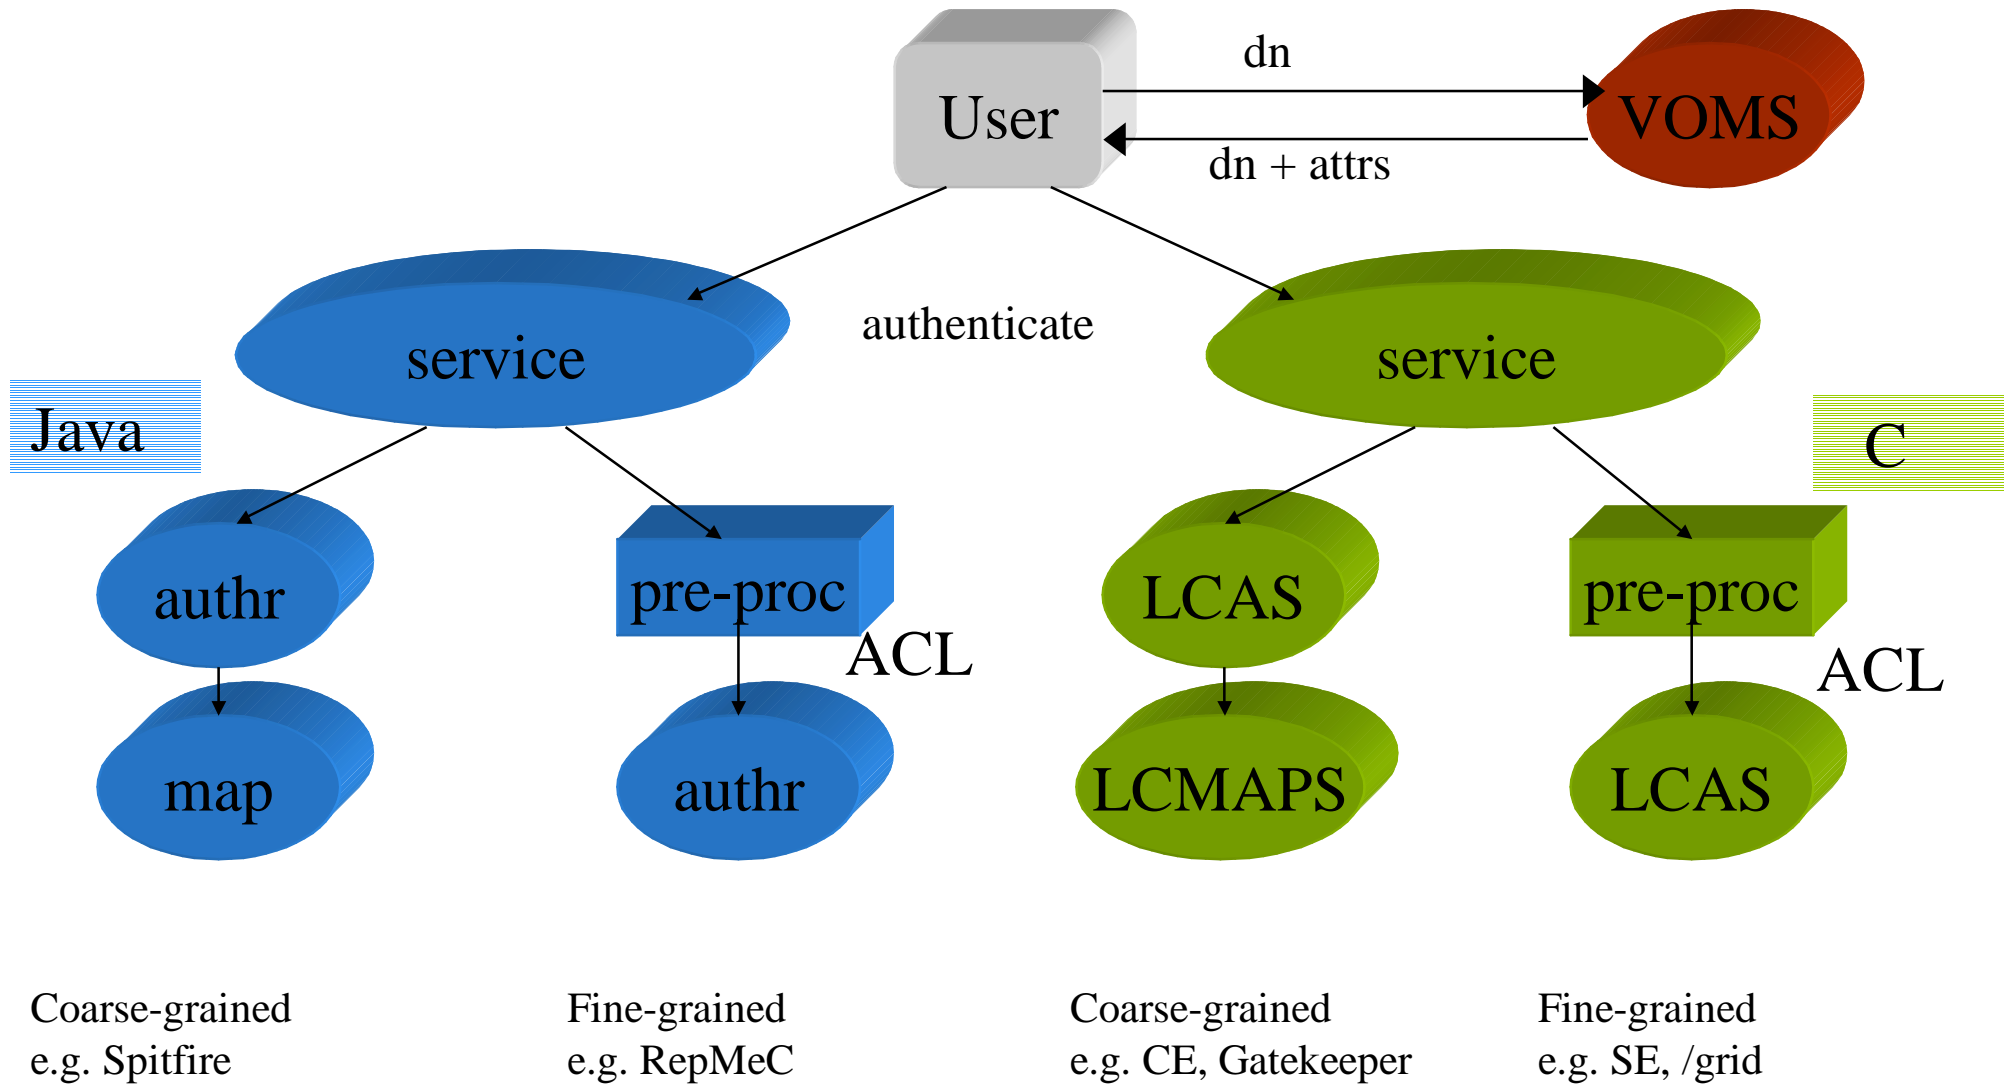 dn
User
VOMS
dn + attrs
authenticate
service
service
Java
C
authr
pre-proc
LCAS
pre-proc
ACL
ACL
map
authr
LCMAPS
LCAS
Coarse-grained
e.g. Spitfire
Fine-grained
e.g. RepMeC
Coarse-grained
e.g. CE, Gatekeeper
Fine-grained
e.g. SE, /grid